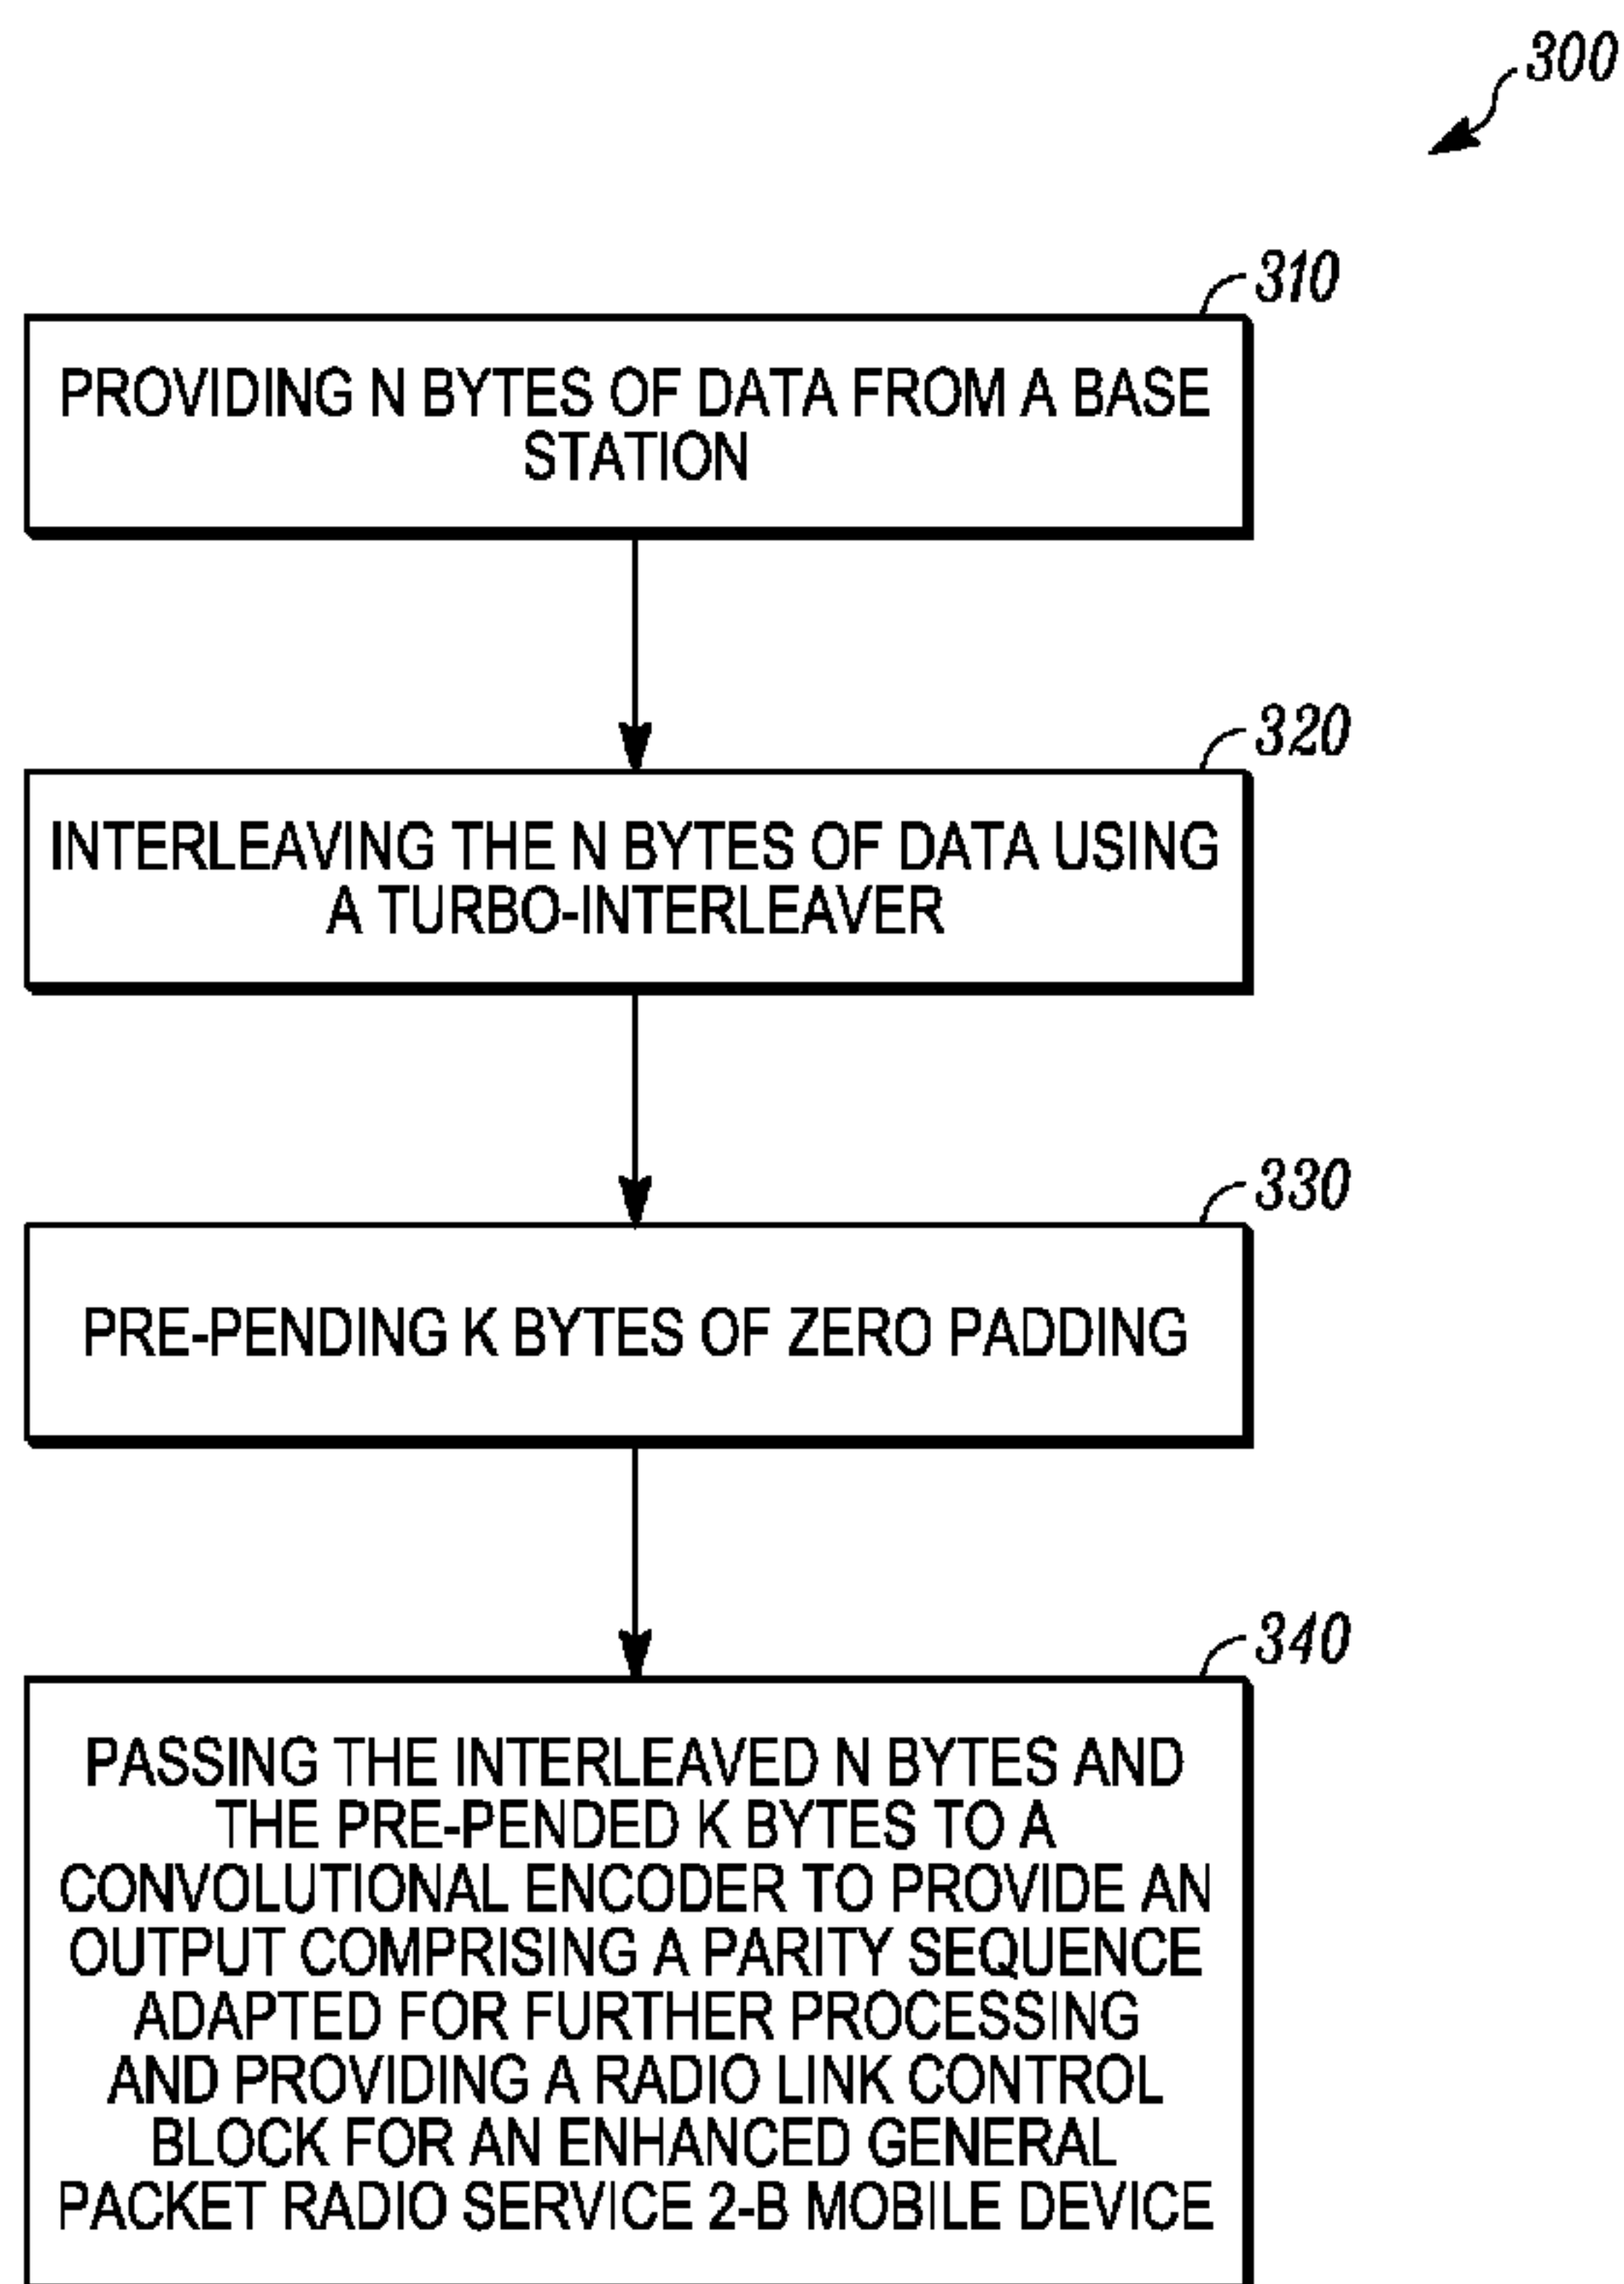 300
310
PROVIDING N BYTES OF DATA FROM A BASE
STATION
320
INTERLEAVING THE N BYTES OF DATA USING
A TURBO-INTERLEAVER
330
PRE-PENDING K BYTES OF ZERO PADDING
340
PASSING THE INTERLEAVED N BYTES AND
THE PRE-PENDED K BYTES TO A
CONVOLUTIONAL ENCODER TO PROVIDE AN
OUTPUT COMPRISING A PARITY SEQUENCE
ADAPTED FOR FURTHER PROCESSING
AND PROVIDING A RADIO LINK CONTROL
BLOCK FOR AN ENHANCED GENERAL
PACKET RADIO SERVICE 2-B MOBILE DEVICE